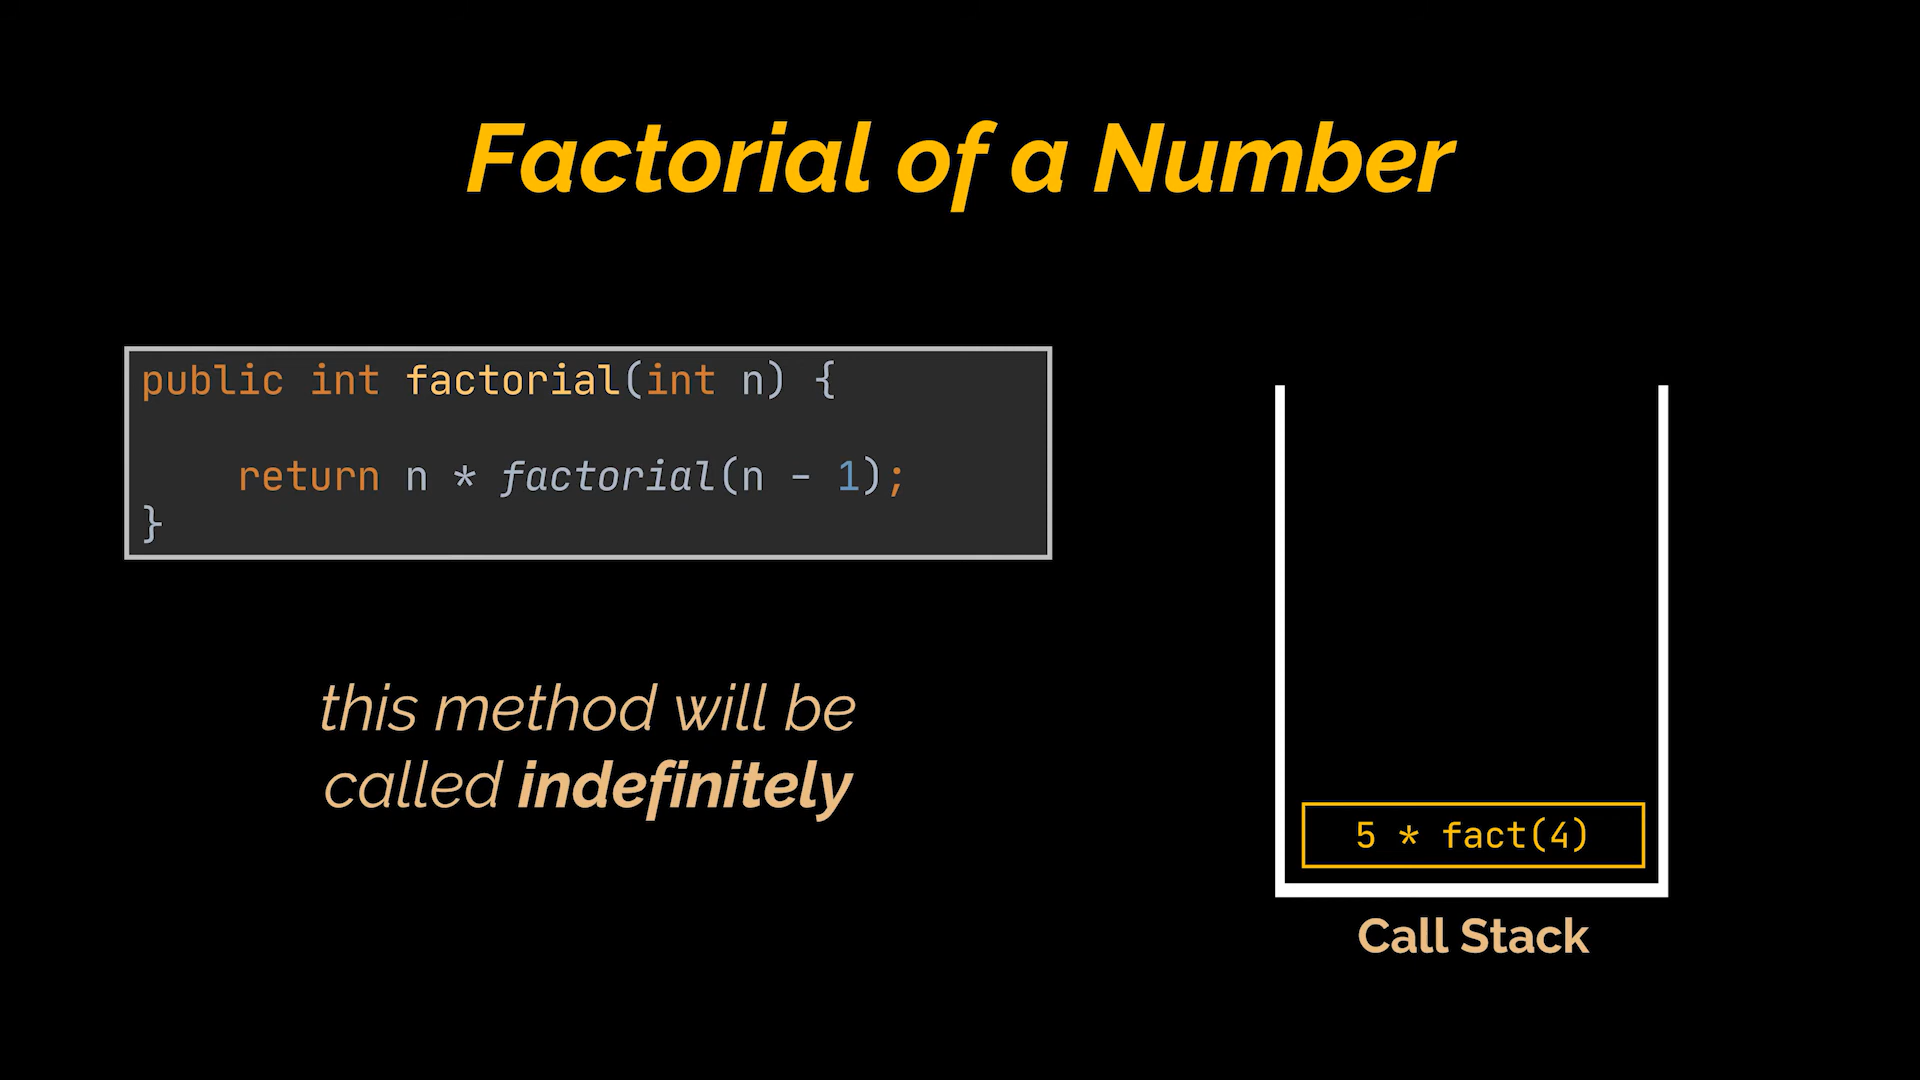 Factorial of a Number
public int factorial(int n) {
return n * factorial(n - 1);
}
this method will be
called indefinitely
5 * fact(4)
Call Stack